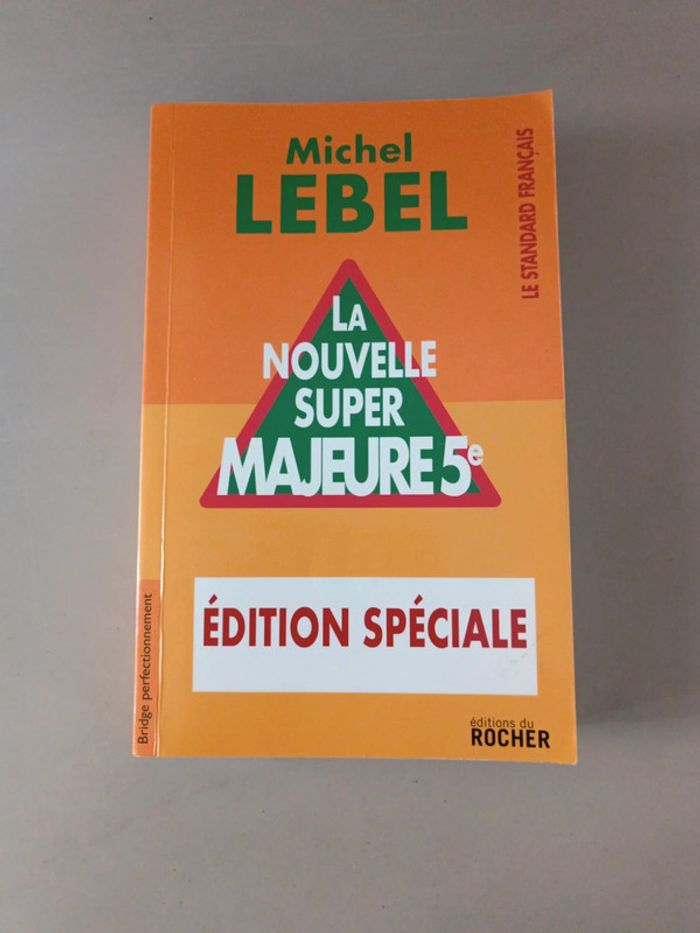 Michel
LEBEL
LE STANDARD FRANÇAIS
LA
NOUVELLE
SUPER
MAJEURE 5e
ÉDITION SPÉCIALE
Bridge perfectionnement
éditions du
ROCHER